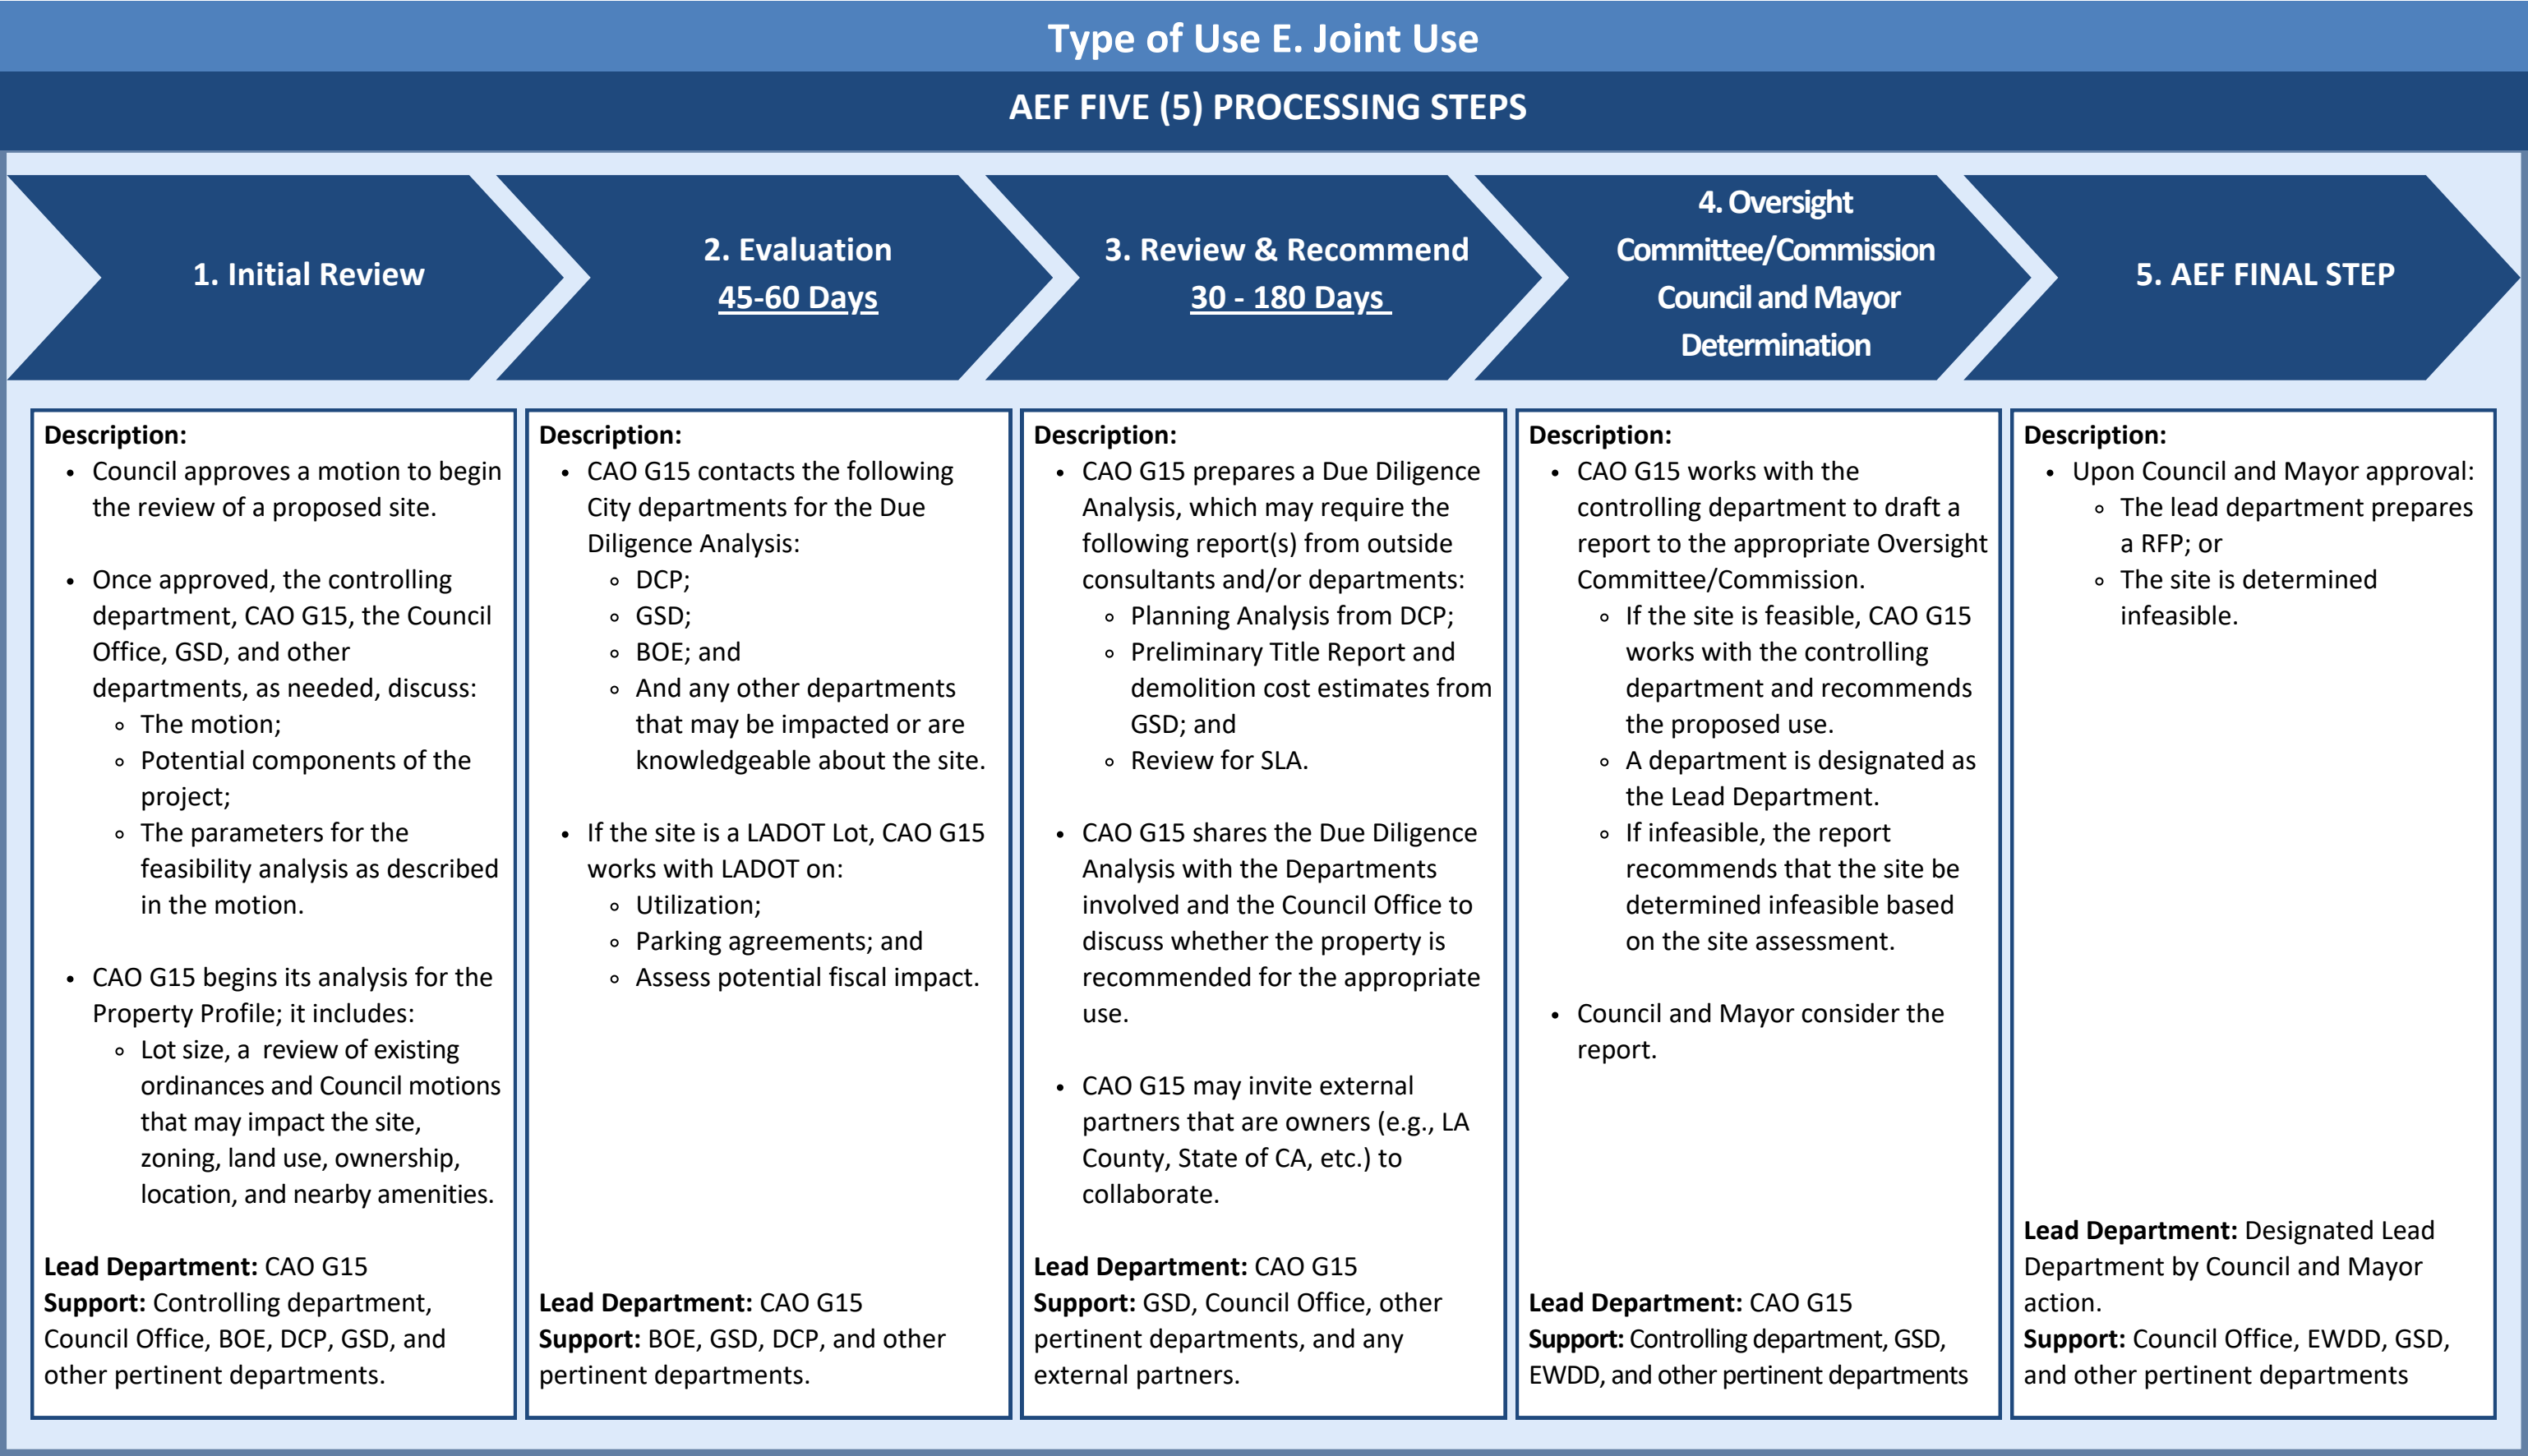 Type of Use E. Joint Use
AEF FIVE (5) PROCESSING STEPS
1. Initial Review
2. Evaluation
45-60 Days
3. Review & Recommend
30 - 180 Days
4. Oversight
Committee/Commission
Council and Mayor
Determination
5. AEF FINAL STEP
Description:
• Council approves a motion to begin
the review of a proposed site.
• Once approved, the controlling
department, CAO G15, the Council
Office, GSD, and other
departments, as needed, discuss:
◦ The motion;
◦ Potential components of the
project;
◦ The parameters for the
feasibility analysis as described
in the motion.
• CAO G15 begins its analysis for the
Property Profile; it includes:
◦ Lot size, a review of existing
ordinances and Council motions
that may impact the site,
zoning, land use, ownership,
location, and nearby amenities.
Lead Department: CAO G15
Support: Controlling department,
Council Office, BOE, DCP, GSD, and
other pertinent departments.
Description:
• CAO G15 contacts the following
City departments for the Due
Diligence Analysis:
◦ DCP;
◦ GSD;
◦ BOE; and
◦ And any other departments
that may be impacted or are
knowledgeable about the site.
• If the site is a LADOT Lot, CAO G15
works with LADOT on:
◦ Utilization;
◦ Parking agreements; and
◦ Assess potential fiscal impact.
Lead Department: CAO G15
Support: BOE, GSD, DCP, and other
pertinent departments.
Description:
• CAO G15 prepares a Due Diligence
Analysis, which may require the
following report(s) from outside
consultants and/or departments:
◦ Planning Analysis from DCP;
◦ Preliminary Title Report and
demolition cost estimates from
GSD; and
◦ Review for SLA.
• CAO G15 shares the Due Diligence
Analysis with the Departments
involved and the Council Office to
discuss whether the property is
recommended for the appropriate
use.
• CAO G15 may invite external
partners that are owners (e.g., LA
County, State of CA, etc.) to
collaborate.
Lead Department: CAO G15
Support: GSD, Council Office, other
pertinent departments, and any
external partners.
Description:
• CAO G15 works with the
controlling department to draft a
report to the appropriate Oversight
Committee/Commission.
◦ If the site is feasible, CAO G15
works with the controlling
department and recommends
the proposed use.
◦ A department is designated as
the Lead Department.
◦ If infeasible, the report
recommends that the site be
determined infeasible based
on the site assessment.
• Council and Mayor consider the
report.
Lead Department: CAO G15
Support: Controlling department, GSD,
EWDD, and other pertinent departments
Description:
• Upon Council and Mayor approval:
◦ The lead department prepares
a RFP; or
◦ The site is determined
infeasible.
Lead Department: Designated Lead
Department by Council and Mayor
action.
Support: Council Office, EWDD, GSD,
and other pertinent departments